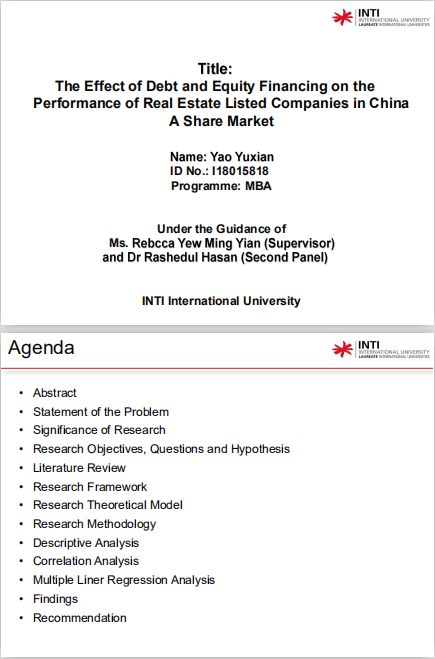 INTI
INTERNATIONAL UNIVERSITY
LAUREATE INTERNATIONAL UNIVERSITIES
Title:
The Effect of Debt and Equity Financing on the
Performance of Real Estate Listed Companies in China
A Share Market
Name: Yao Yuxian
ID No.: I18015818
Programme: MBA
Under the Guidance of
Ms. Rebcca Yew Ming Yian (Supervisor)
and Dr Rashedul Hasan (Second Panel)
INTI International University
Agenda
INTI
INTERNATIONAL UNIVERSITY
LAUREATE INTERNATIONAL UNIVERSITIES
• Abstract
• Statement of the Problem
• Significance of Research
• Research Objectives, Questions and Hypothesis
• Literature Review
• Research Framework
• Research Theoretical Model
• Research Methodology
• Descriptive Analysis
• Correlation Analysis
• Multiple Liner Regression Analysis
• Findings
• Recommendation